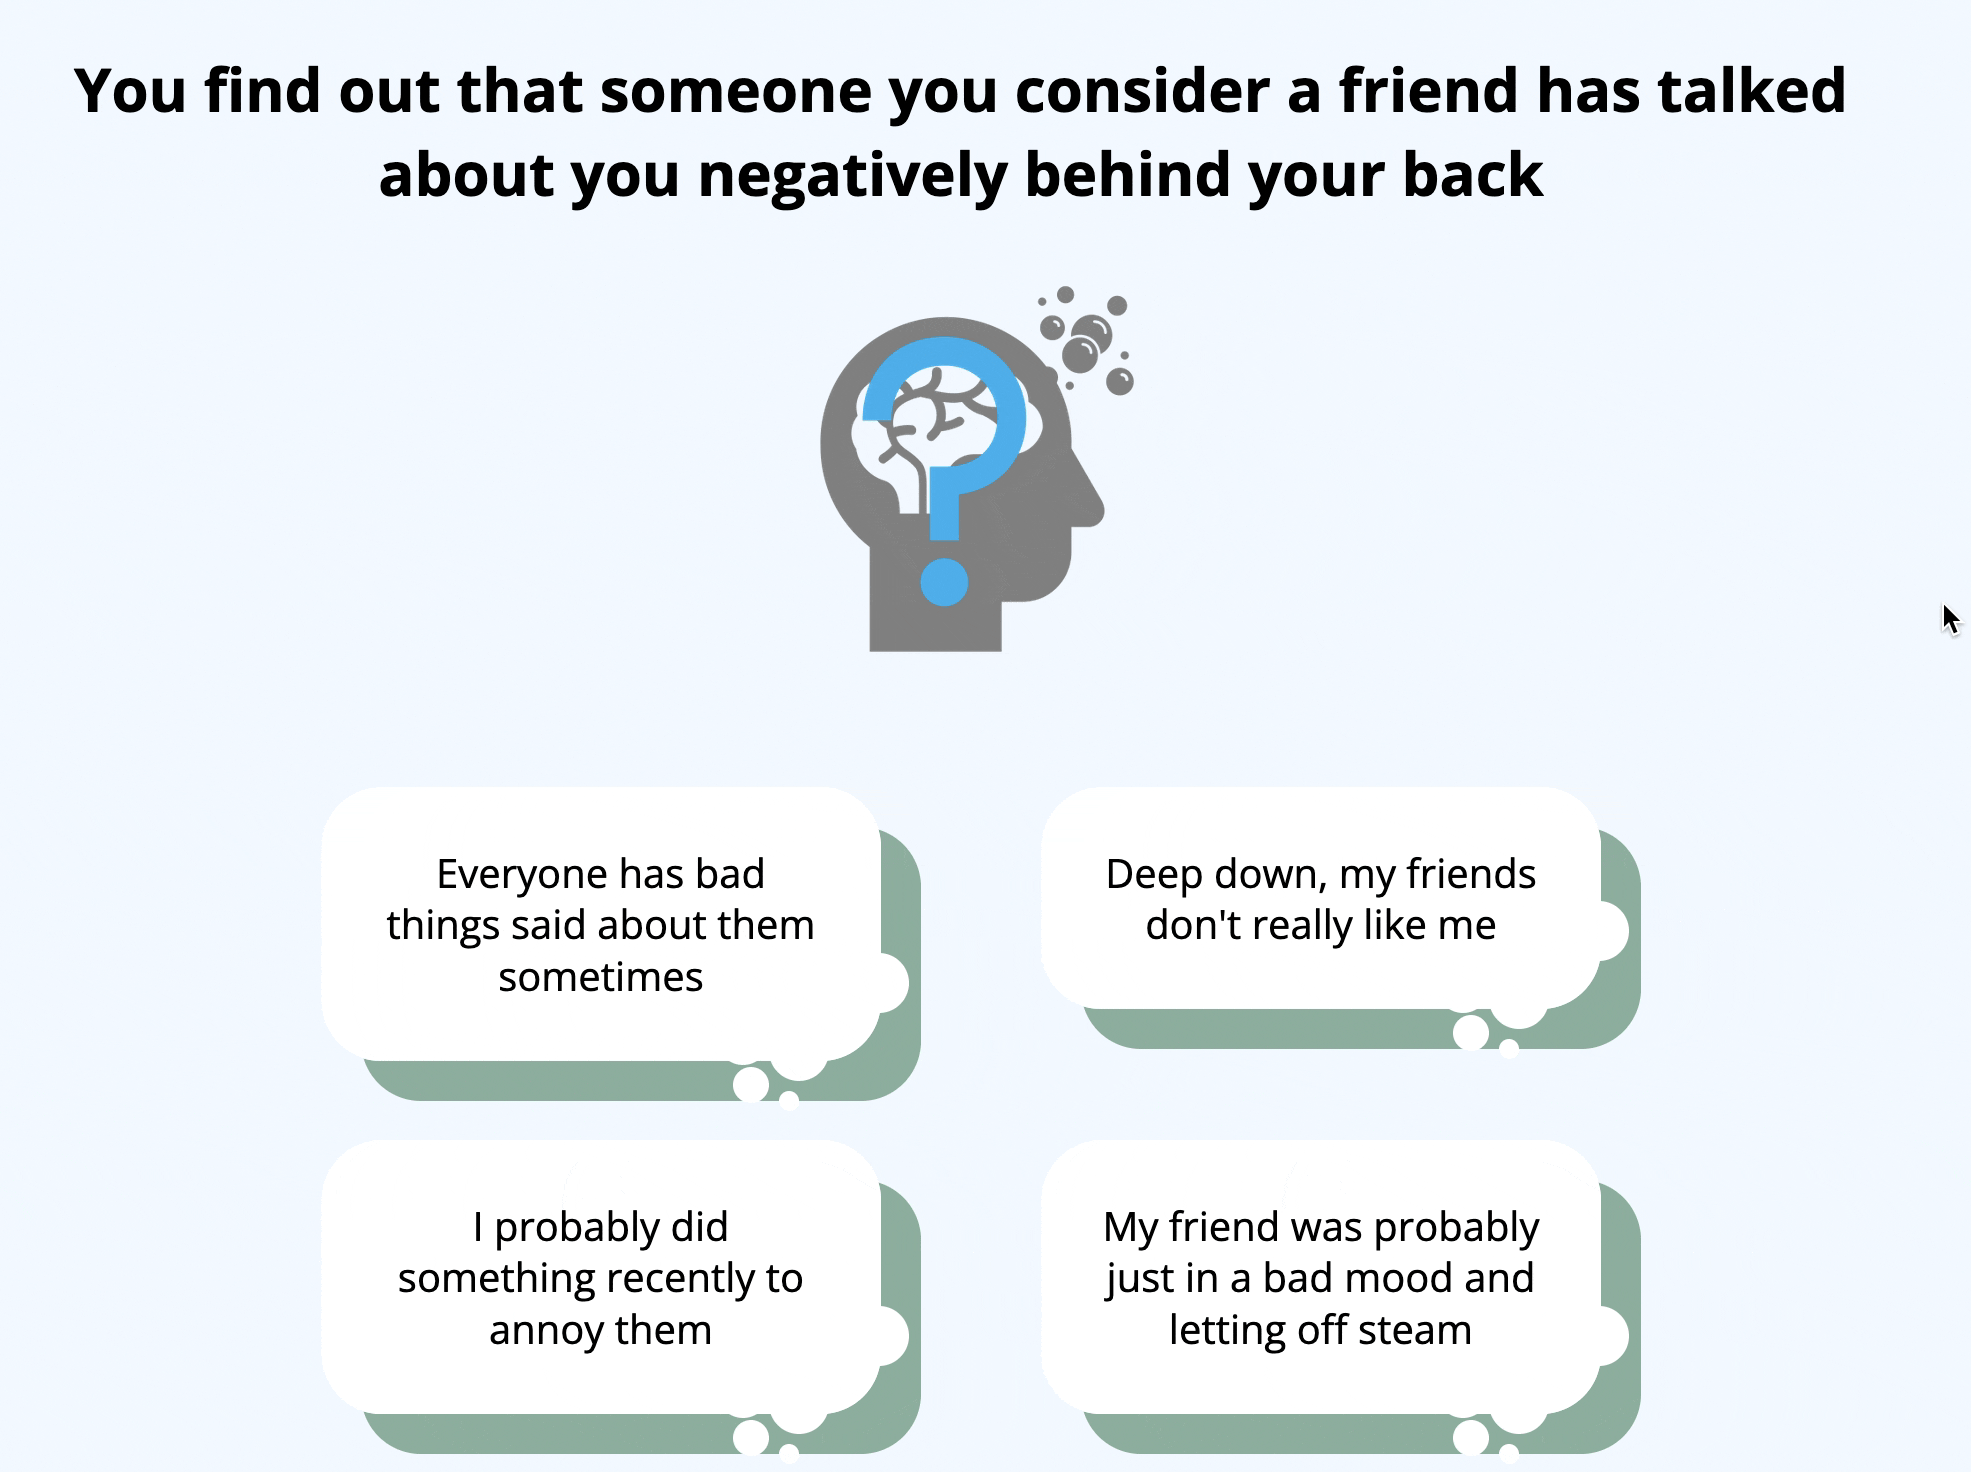 You find out that someone you consider a friend has talked
about you negatively behind your back
Everyone has bad
things said about them
sometimes
Deep down, my friends
don't really like me
I probably did
something recently to
annoy them
My friend was probably
just in a bad mood and
letting off steam